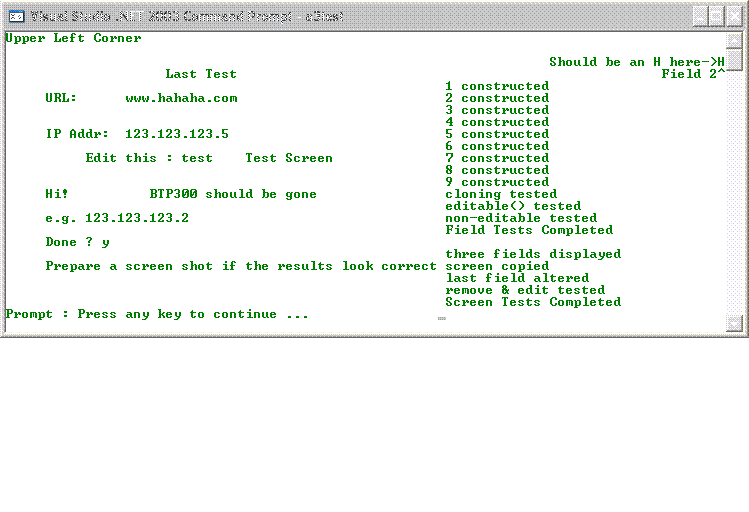 Visual Studio .NET 2003 Command Prompt -
Upper Left Corner
Should be an H here->H
Last Test Field 2^
1 constructed
URL: www.hahaha.com 2 constructed
3 constructed
4 constructed
IP Addr: 123.123.123.5 5 constructed
6 constructed
Edit this : test Test Screen 7 constructed
8 constructed
9 constructed
Hi! BTP300 should be gone cloning tested
editable() tested
e.g. 123.123.123.2 non-editable tested
Field Tests Completed
Done ? y
three fields displayed
Prepare a screen shot if the results look correct screen copied
last field altered
remove & edit tested
Screen Tests Completed
Prompt : Press any key to continue ...